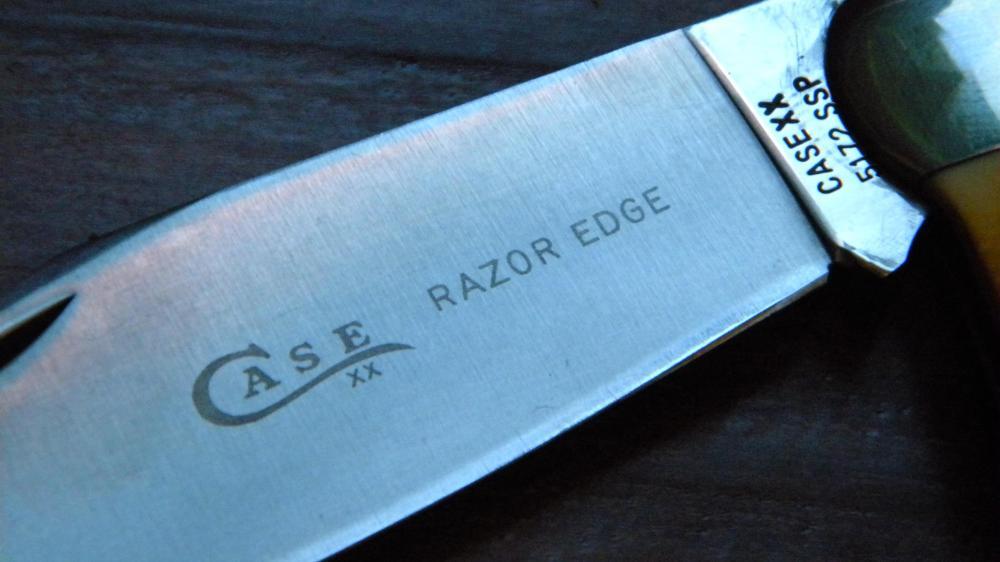 CASE
XX
RAZOR EDGE
CASE XX
5172 SSP